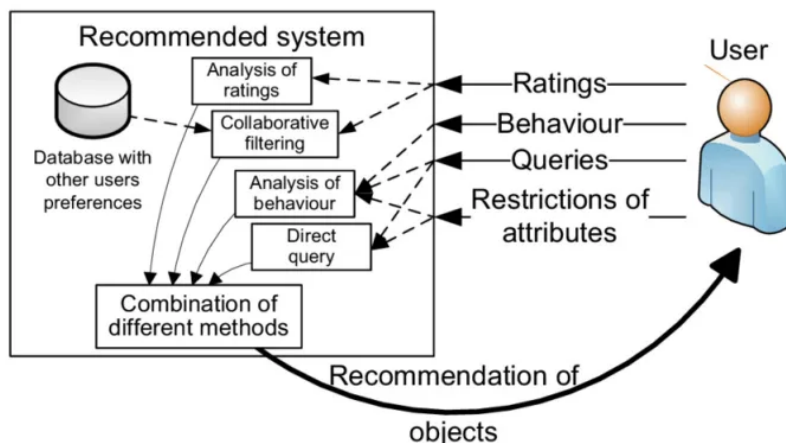 Recommended system
User
Analysis of
ratings
Ratings
Collaborative
filtering
Behaviour
Database with
other users
preferences
Queries
Analysis of
behaviour
Restrictions of
attributes
Direct
query
Combination of
different methods
Recommendation of
objects